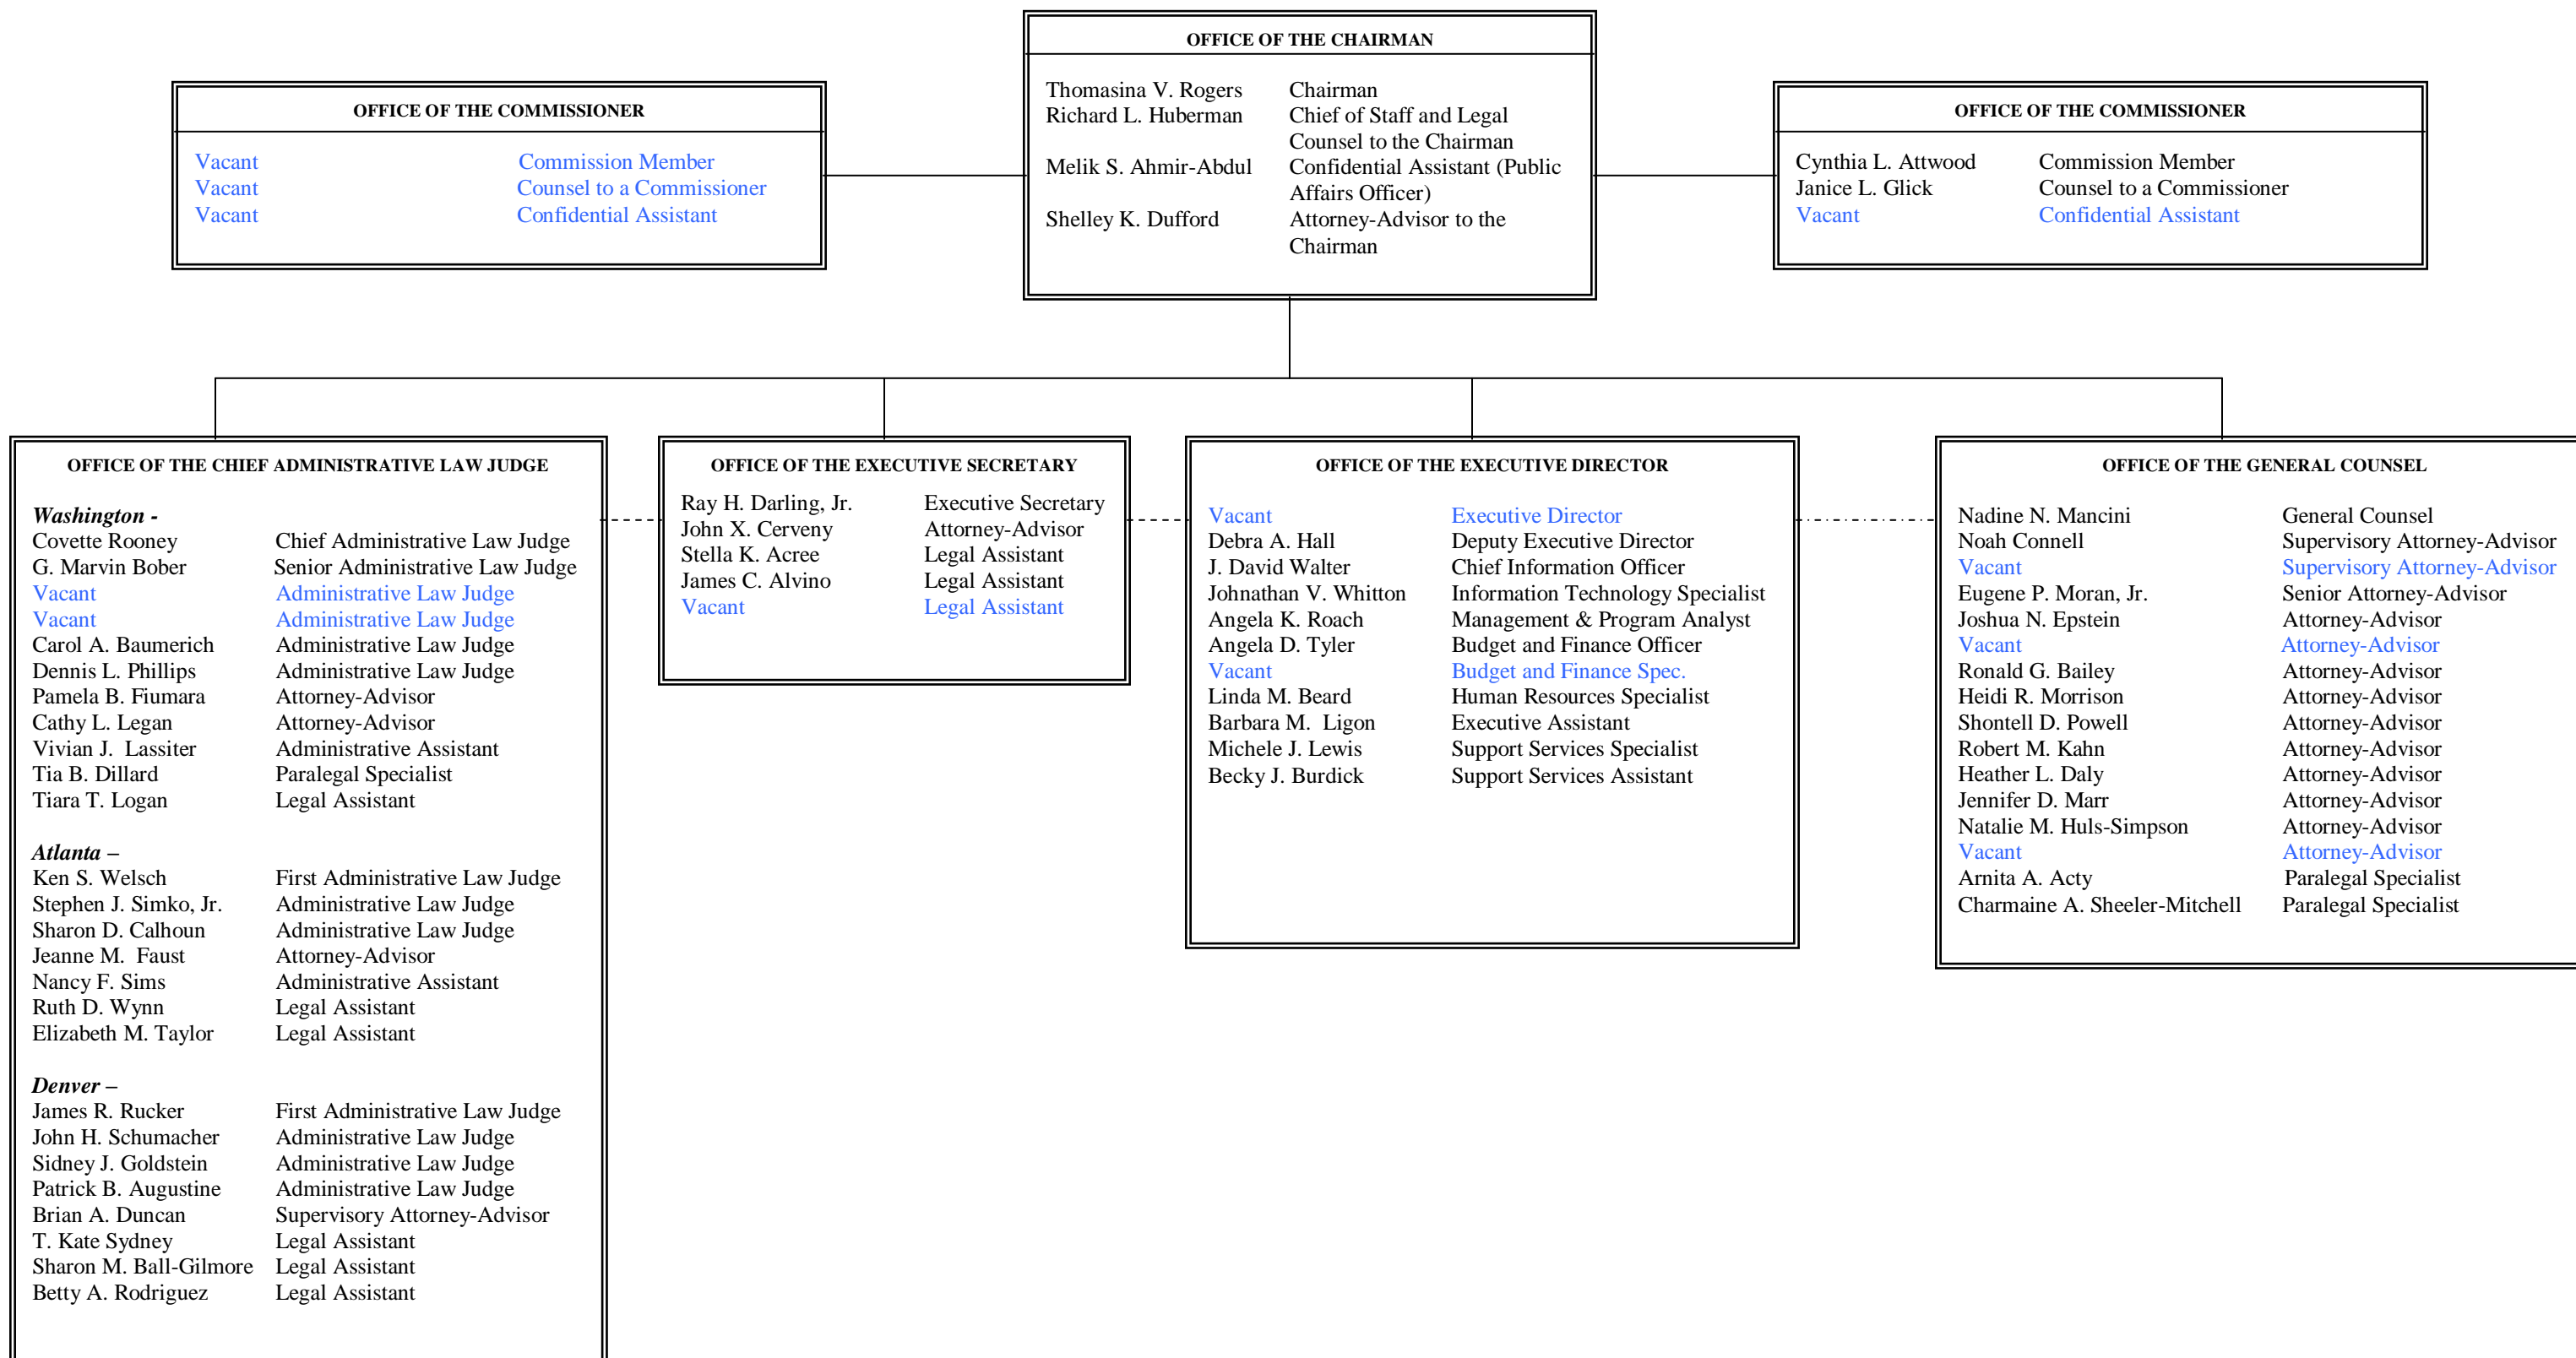 OFFICE OF THE CHAIRMAN
Thomasina V. Rogers Chairman
Richard L. Huberman Chief of Staff and Legal
Counsel to the Chairman
Melik S. Ahmir-Abdul Confidential Assistant (Public
Affairs Officer)
Shelley K. Dufford Attorney-Advisor to the
Chairman
OFFICE OF THE COMMISSIONER
Vacant Commission Member
Vacant Counsel to a Commissioner
Vacant Confidential Assistant
OFFICE OF THE COMMISSIONER
Cynthia L. Attwood Commission Member
Janice L. Glick Counsel to a Commissioner
Vacant Confidential Assistant
OFFICE OF THE CHIEF ADMINISTRATIVE LAW JUDGE
Washington -
Covette Rooney Chief Administrative Law Judge
G. Marvin Bober Senior Administrative Law Judge
Vacant Administrative Law Judge
Vacant Administrative Law Judge
Carol A. Baumerich Administrative Law Judge
Dennis L. Phillips Administrative Law Judge
Pamela B. Fiumara Attorney-Advisor
Cathy L. Legan Attorney-Advisor
Vivian J. Lassiter Administrative Assistant
Tia B. Dillard Paralegal Specialist
Tiara T. Logan Legal Assistant
Atlanta –
Ken S. Welsch First Administrative Law Judge
Stephen J. Simko, Jr. Administrative Law Judge
Sharon D. Calhoun Administrative Law Judge
Jeanne M. Faust Attorney-Advisor
Nancy F. Sims Administrative Assistant
Ruth D. Wynn Legal Assistant
Elizabeth M. Taylor Legal Assistant
Denver –
James R. Rucker First Administrative Law Judge
John H. Schumacher Administrative Law Judge
Sidney J. Goldstein Administrative Law Judge
Patrick B. Augustine Administrative Law Judge
Brian A. Duncan Supervisory Attorney-Advisor
T. Kate Sydney Legal Assistant
Sharon M. Ball-Gilmore Legal Assistant
Betty A. Rodriguez Legal Assistant
OFFICE OF THE EXECUTIVE SECRETARY
Ray H. Darling, Jr. Executive Secretary
John X. Cerveny Attorney-Advisor
Stella K. Acree Legal Assistant
James C. Alvino Legal Assistant
Vacant Legal Assistant
OFFICE OF THE EXECUTIVE DIRECTOR
Vacant Executive Director
Debra A. Hall Deputy Executive Director
J. David Walter Chief Information Officer
Johnathan V. Whitton Information Technology Specialist
Angela K. Roach Management & Program Analyst
Angela D. Tyler Budget and Finance Officer
Vacant Budget and Finance Spec.
Linda M. Beard Human Resources Specialist
Barbara M. Ligon Executive Assistant
Michele J. Lewis Support Services Specialist
Becky J. Burdick Support Services Assistant
OFFICE OF THE GENERAL COUNSEL
Nadine N. Mancini General Counsel
Noah Connell Supervisory Attorney-Advisor
Vacant Supervisory Attorney-Advisor
Eugene P. Moran, Jr. Senior Attorney-Advisor
Joshua N. Epstein Attorney-Advisor
Vacant Attorney-Advisor
Ronald G. Bailey Attorney-Advisor
Heidi R. Morrison Attorney-Advisor
Shontell D. Powell Attorney-Advisor
Robert M. Kahn Attorney-Advisor
Heather L. Daly Attorney-Advisor
Jennifer D. Marr Attorney-Advisor
Natalie M. Huls-Simpson Attorney-Advisor
Vacant Attorney-Advisor
Arnita A. Acty Paralegal Specialist
Charmaine A. Sheeler-Mitchell Paralegal Specialist